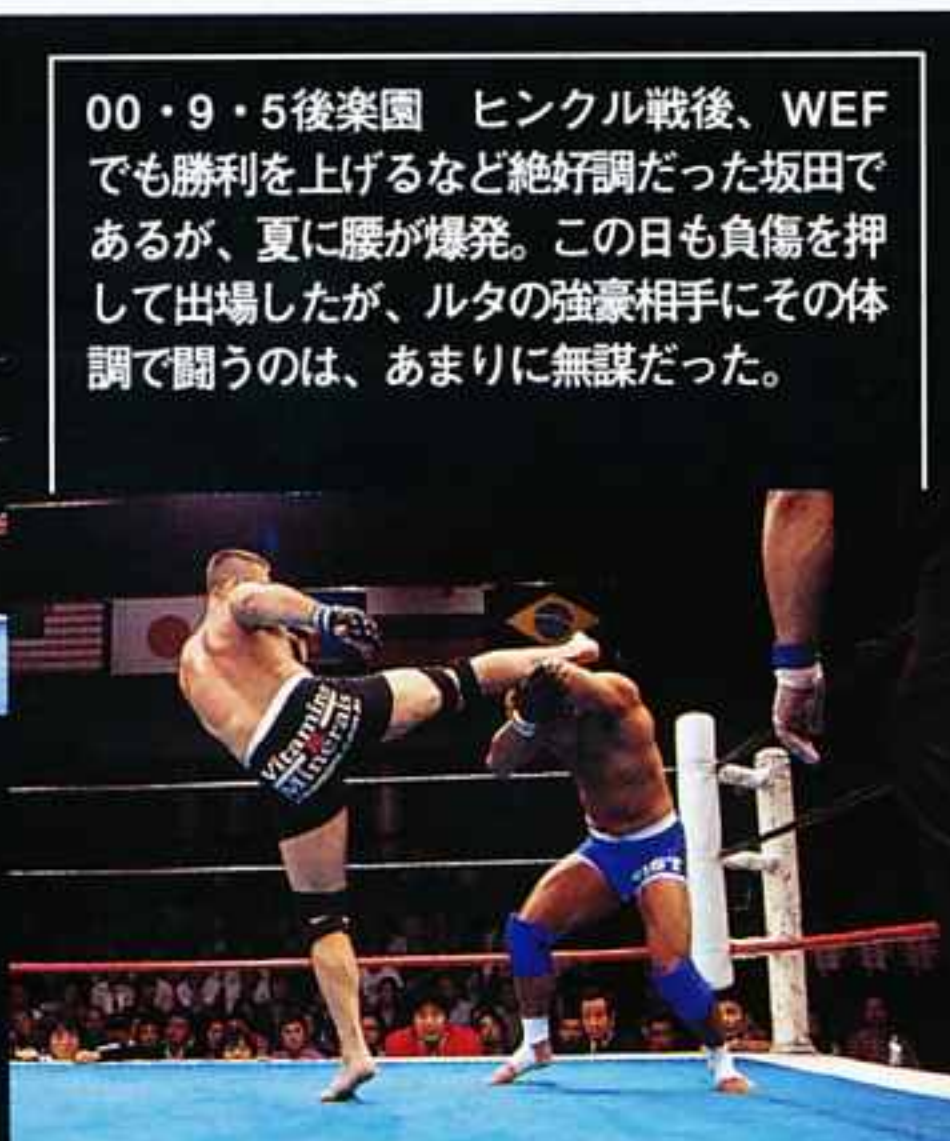 00・9・5後楽園　ヒンクル戦後、WEF
でも勝利を上げるなど絶好調だった坂田で
あるが、夏に腰が爆発。この日も負傷を押
して出場したが、ルタの強豪相手にその体
調で闘うのは、あまりに無謀だった。
Vitamins
Minerals